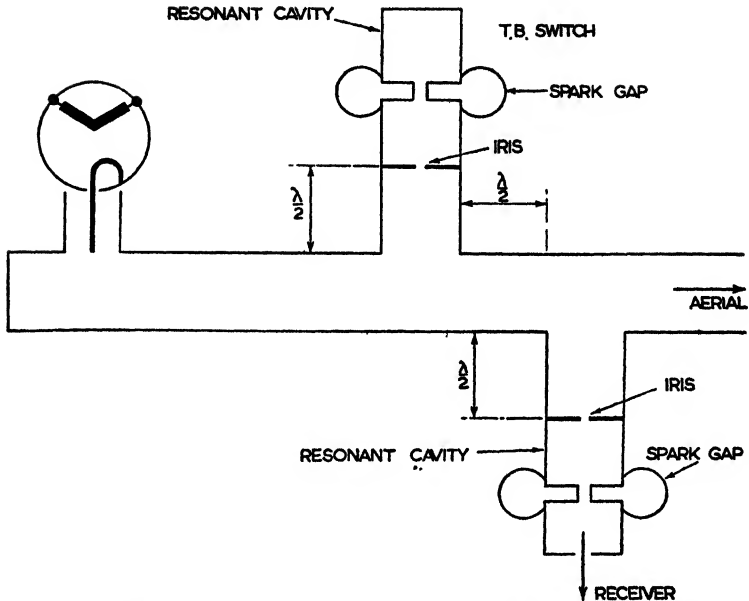 RESONANT CAVITY
T.B. SWITCH
SPARK GAP
IRIS
λ/2
λ/2
AERIAL
λ/2
IRIS
RESONANT CAVITY
SPARK GAP
RECEIVER